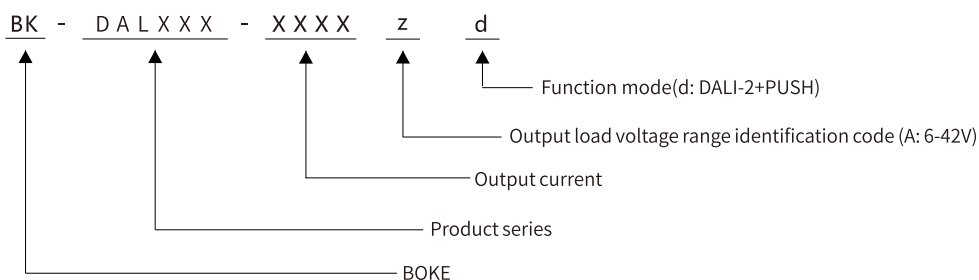 BK - DALXXX - XXXX z d
Function mode(d: DALI-2+PUSH)
Output load voltage range identification code (A: 6-42V)
Output current
Product series
BOKE